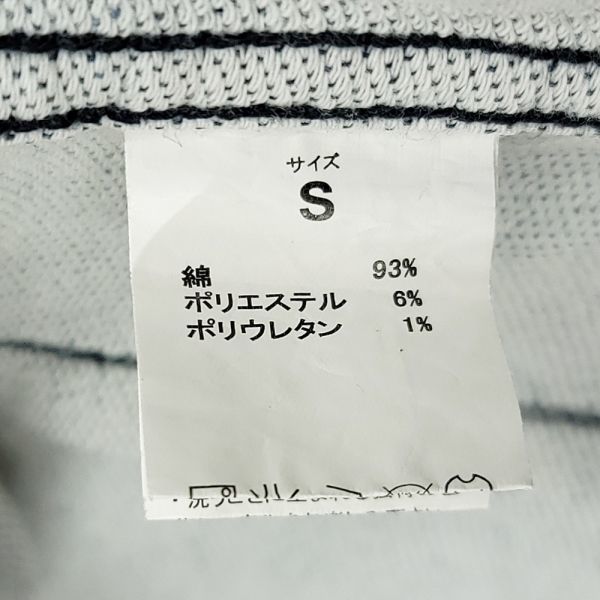 サイズ
S
綿 93%
ポリエステル 6%
ポリウレタン 1%